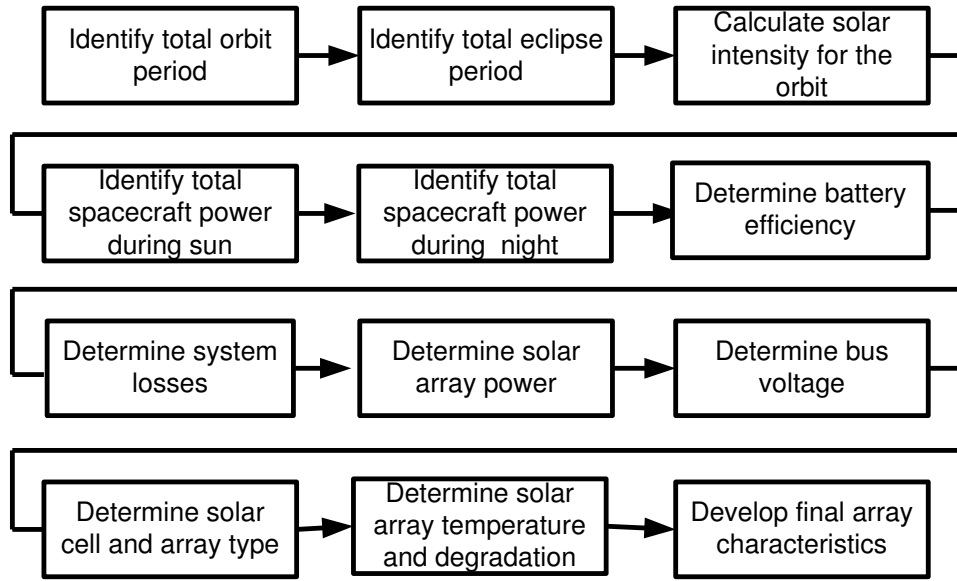 Identify total orbit
period
Identify total eclipse
period
Calculate solar
intensity for the
orbit
Identify total
spacecraft power
during sun
Identify total
spacecraft power
during  night
Determine battery
efficiency
Determine system
losses
Determine solar
array power
Determine bus
voltage
Determine solar
cell and array type
Determine solar
array temperature
and degradation
Develop final array
characteristics